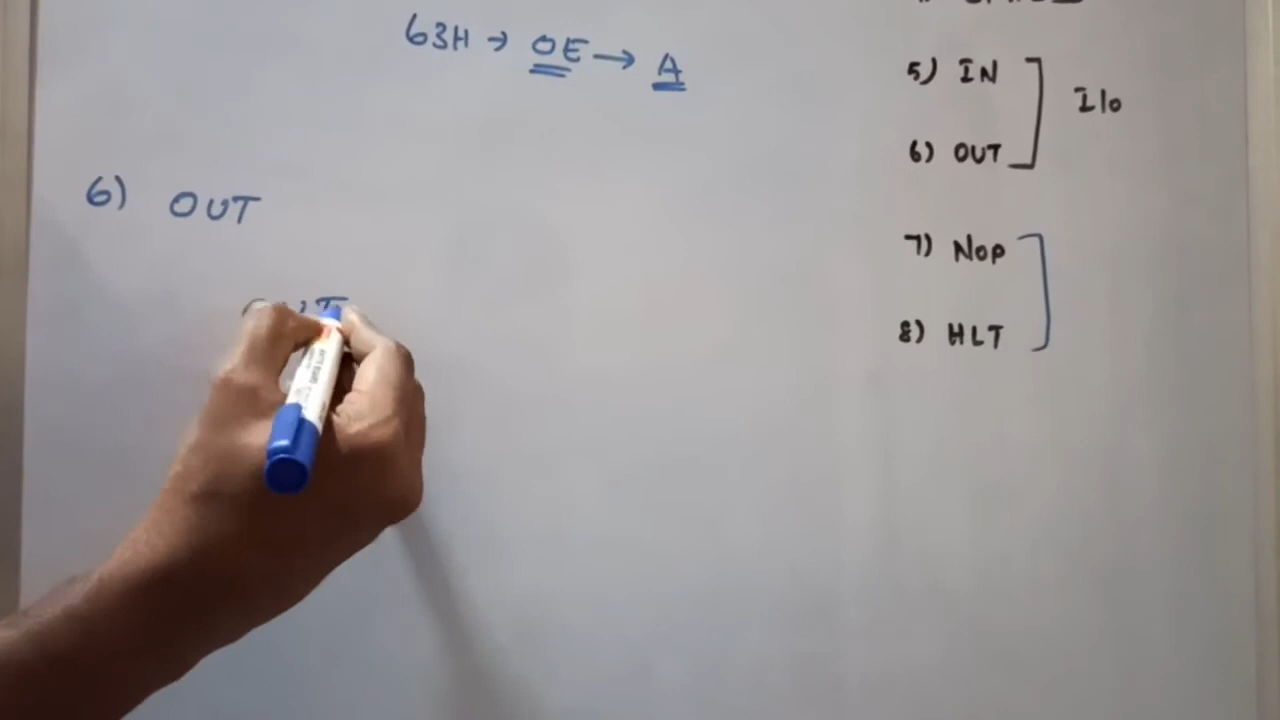 63H → OE → A
6) OUT
5) IN
6) OUT
I/O
7) NOP
8) HLT